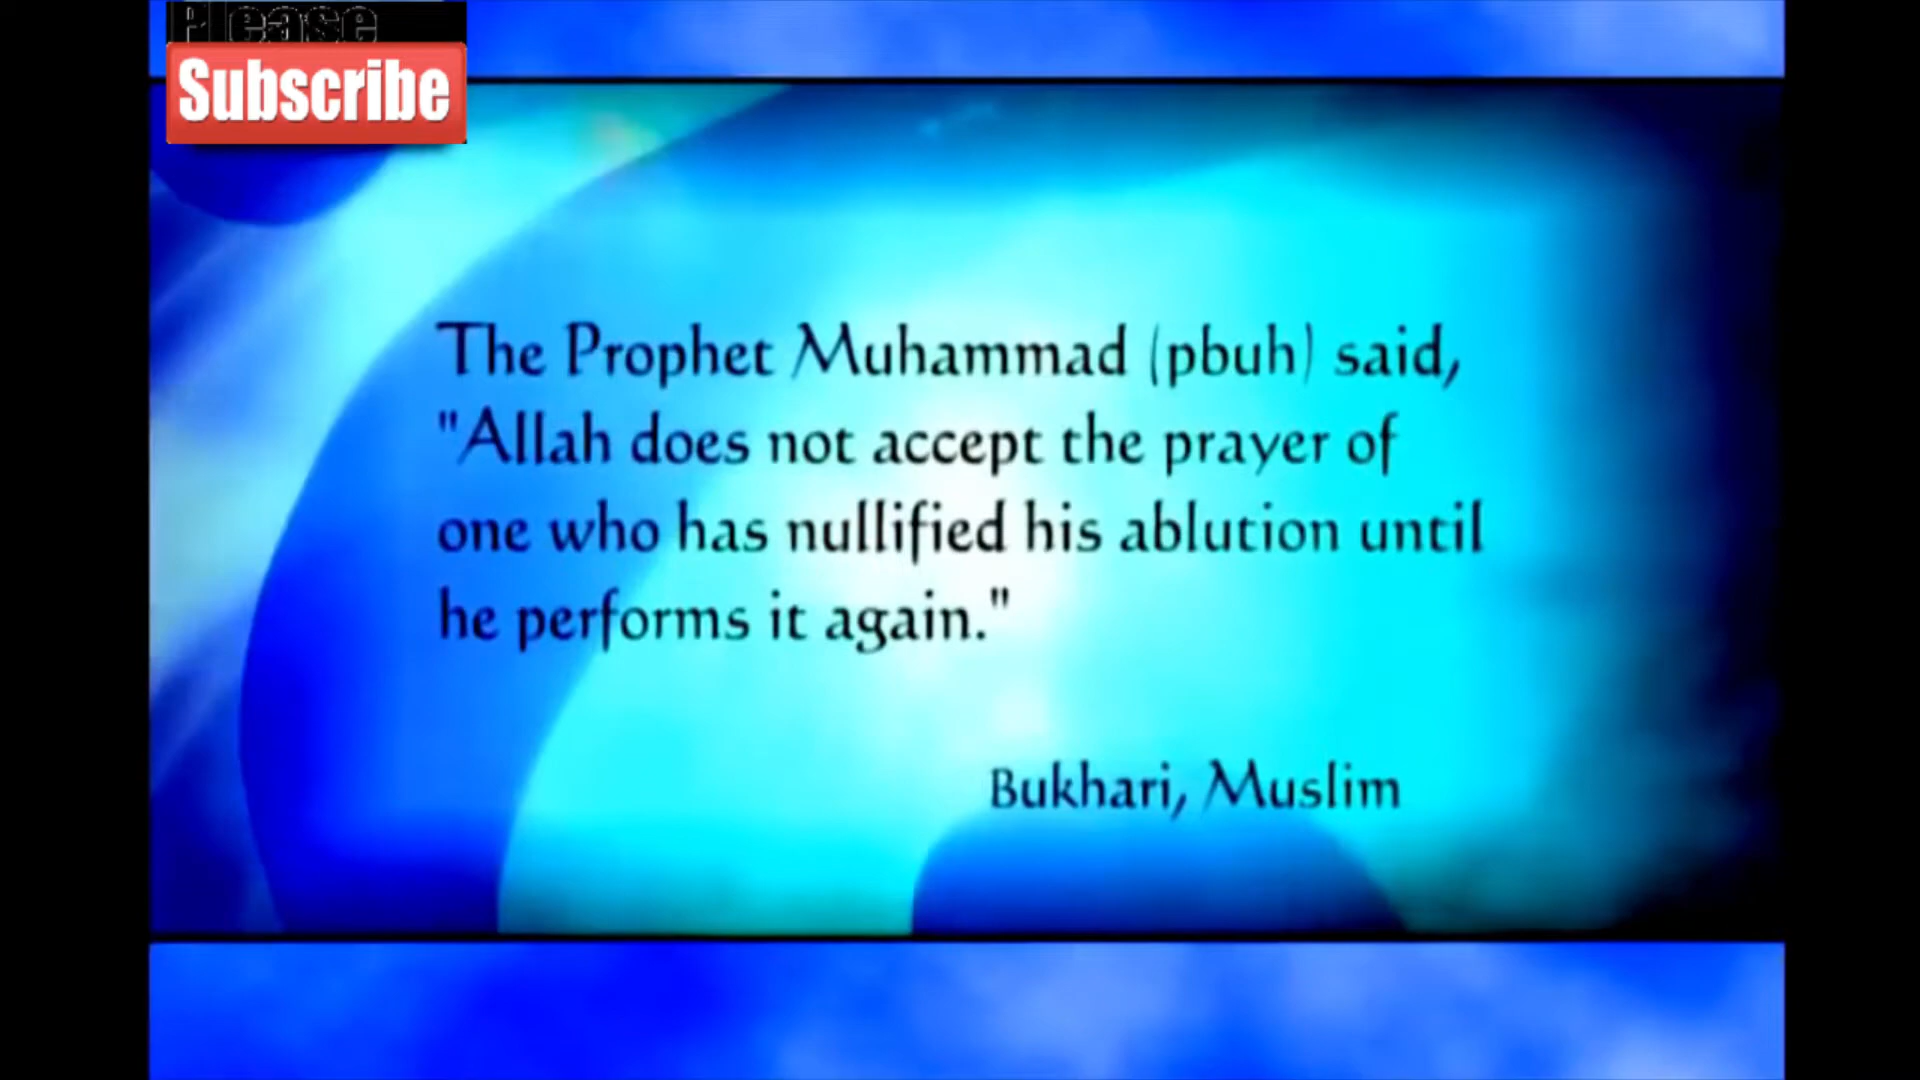 Please
Subscribe
The Prophet Muhammad (pbuh) said,
"Allah does not accept the prayer of
one who has nullified his ablution until
he performs it again."
Bukhari, Muslim